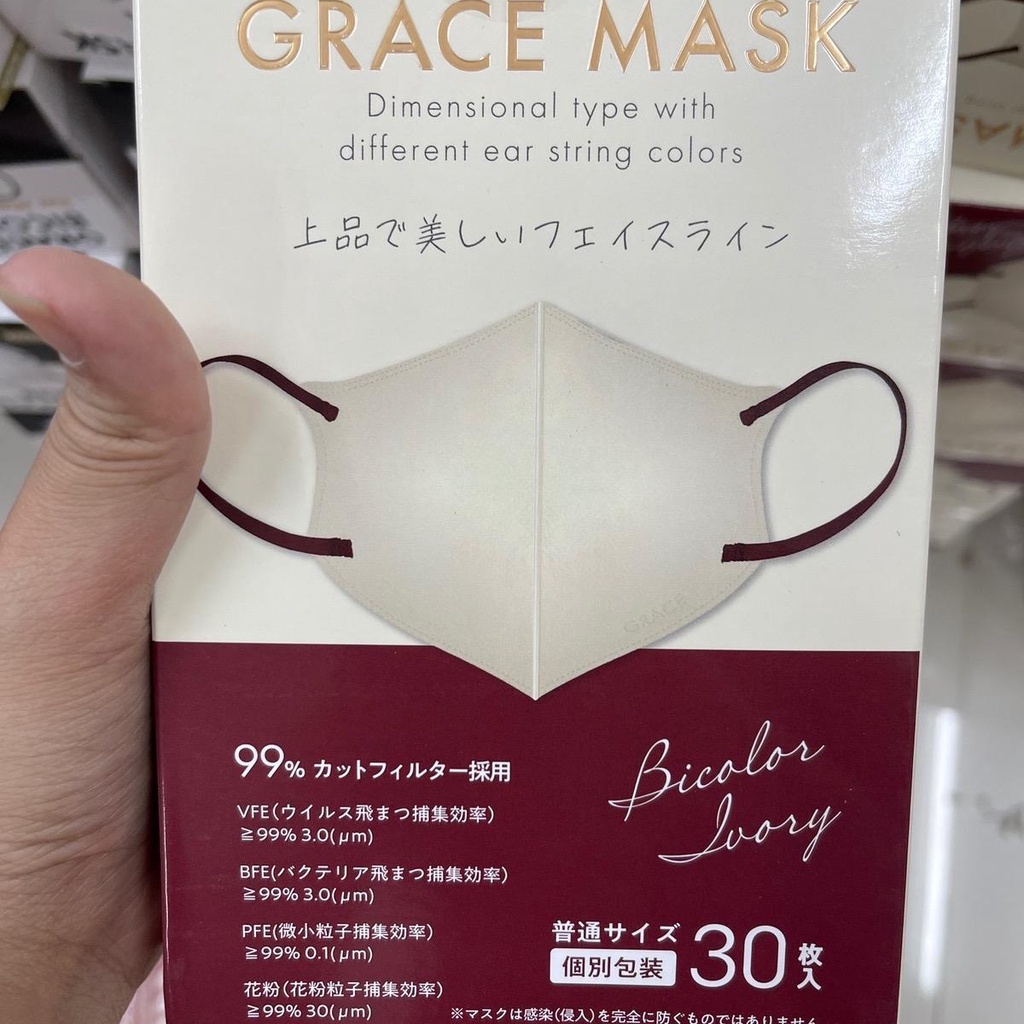 GRACE MASK
Dimensional type with
different ear string colors
上品で美しいフェイスライン
GRACE
99% カットフィルター採用
VFE(ウイルス飛まつ捕集効率)
≧99% 3.0(μm)
BFE(バクテリア飛まつ捕集効率)
≧99% 3.0(μm)
PFE(微小粒子捕集効率)
≧99% 0.1(μm)
花粉(花粉粒子捕集効率)
≧99% 30(μm)
Bicolor
Ivory
普通サイズ
個別包装
30枚入
※マスクは感染(侵入)を完全に防ぐものではありません